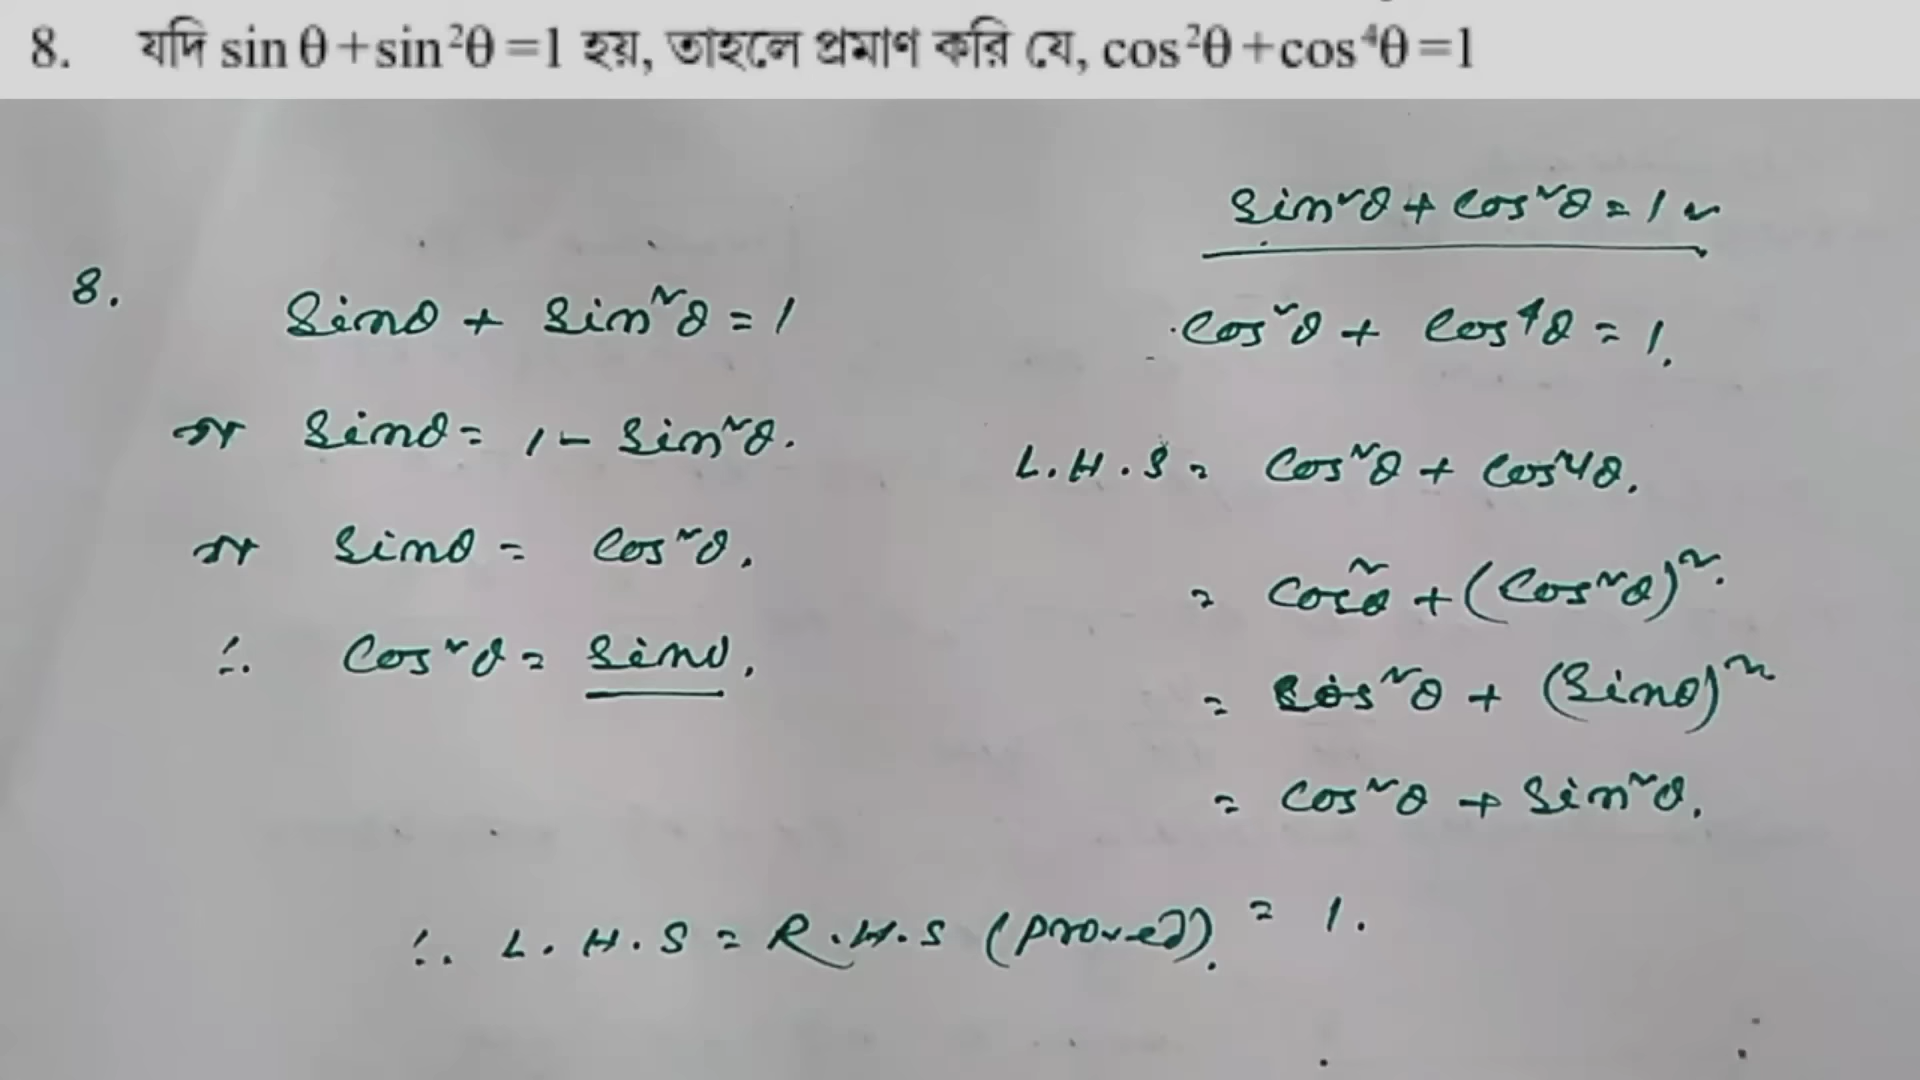 8. যদি sin θ+sin²θ=1 হয়, তাহলে প্রমাণ করি যে, cos²θ+cos⁴θ=1
8. Sinθ + Sin²θ = 1
বা Sinθ = 1 - Sin²θ.
বা Sinθ = Cos²θ.
∴ Cos²θ = Sinθ.
Sin²θ + Cos²θ = 1
Cos²θ + Cos⁴θ = 1.
L.H.S = Cos²θ + Cos⁴θ.
= Cos²θ + (Cos²θ)².
= Cos²θ + (Sinθ)²
= Cos²θ + Sin²θ.
= 1.
∴ L.H.S = R.H.S (proved).